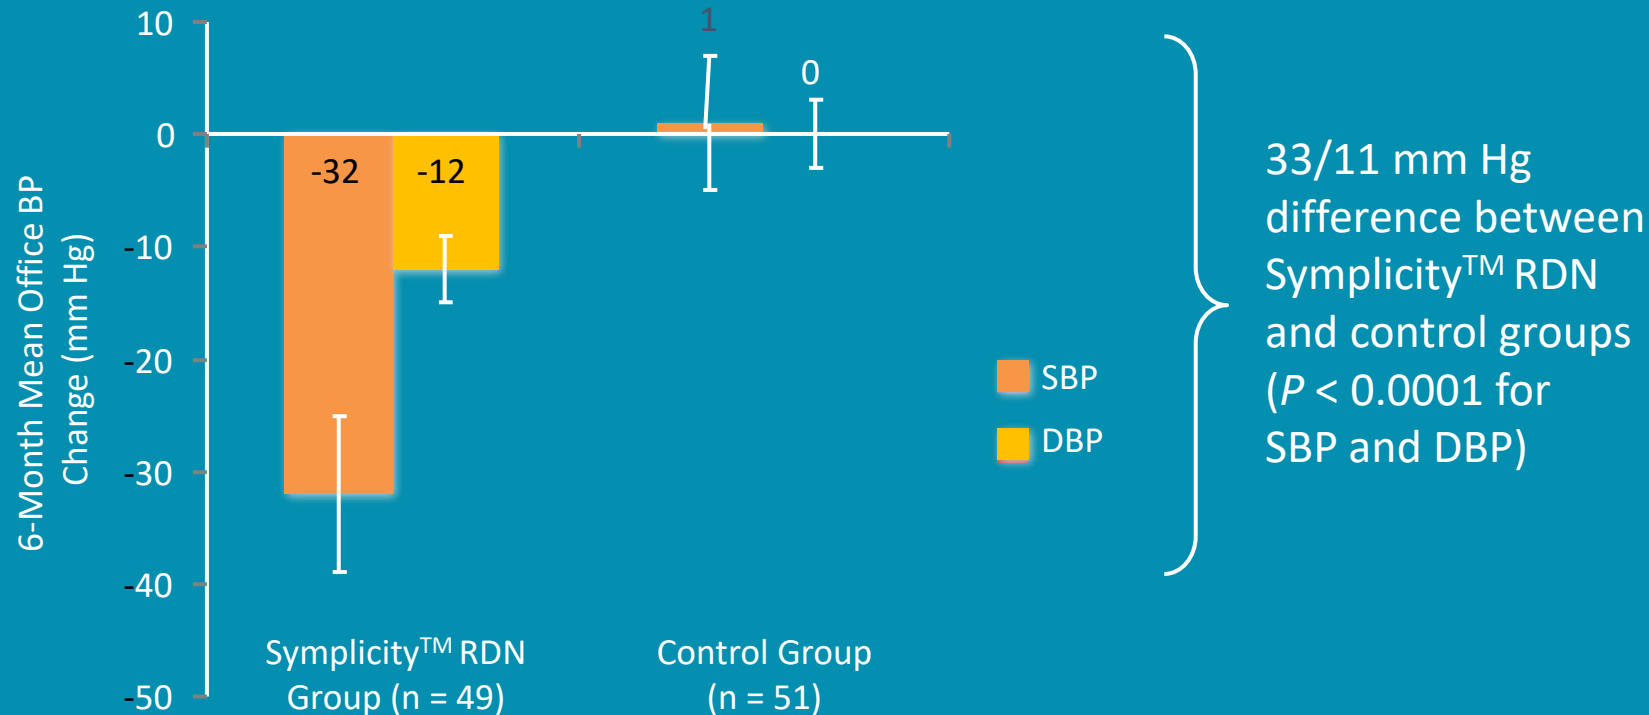 10
0
-10
-20
-30
-40
-50
6-Month Mean Office BP
Change (mm Hg)
-32
-12
1
0
Symplicity™ RDN
Group (n = 49)
Control Group
(n = 51)
SBP
DBP
33/11 mm Hg
difference between
Symplicity™ RDN
and control groups
(P < 0.0001 for
SBP and DBP)